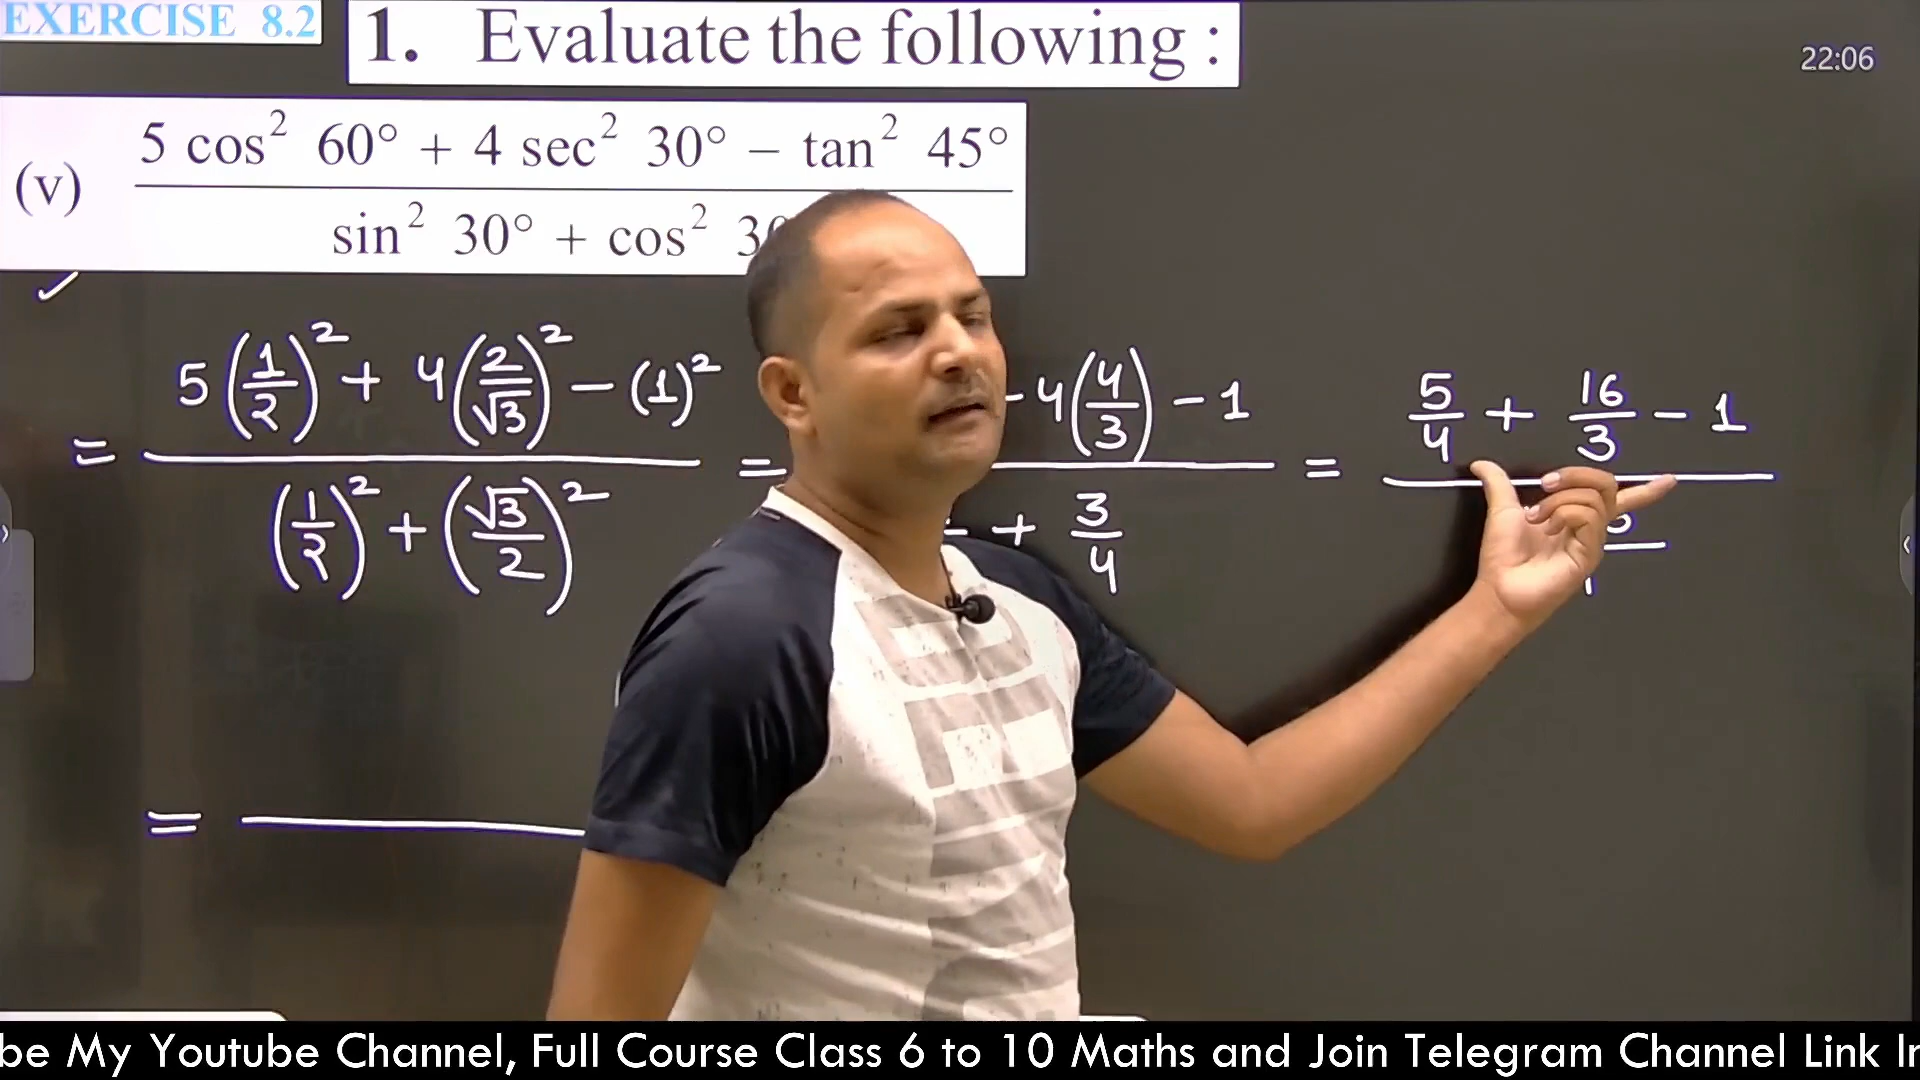 EXERCISE 8.2
1. Evaluate the following :
22:06
(v) 5 cos² 60° + 4 sec² 30° – tan² 45°
sin² 30° + cos² 3
5(1/2)² + 4(2/√3)² – (1)²
= (1/2)² + (√3/2)²
= 4(4/3) – 1
+ 3/4
= 5/4 + 16/3 – 1
=
be My Youtube Channel, Full Course Class 6 to 10 Maths and Join Telegram Channel Link